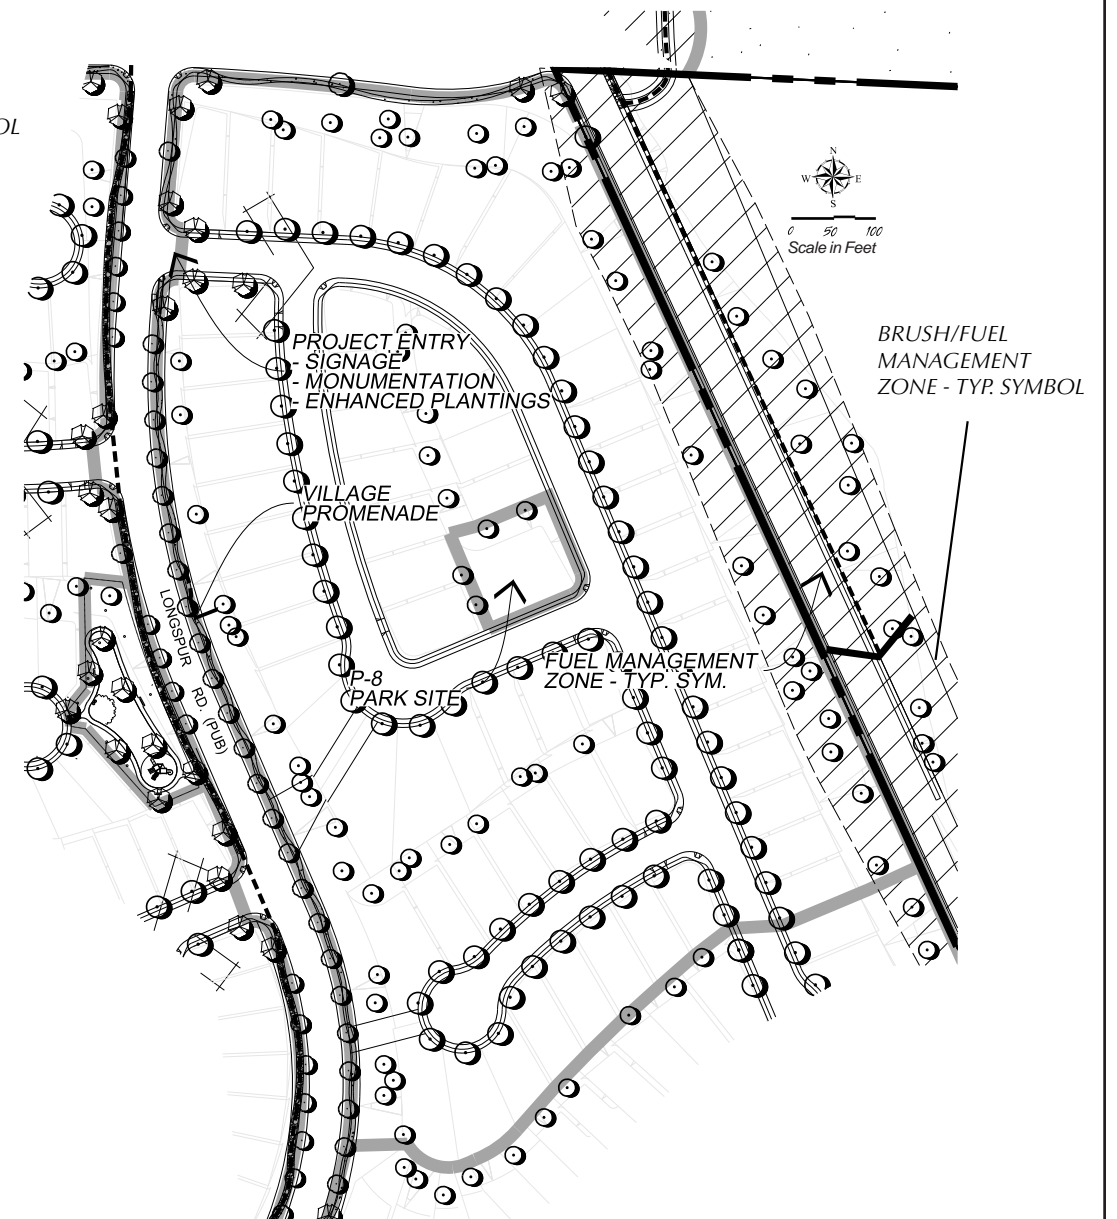 OL
N
W E
S
0 50 100
Scale in Feet
BRUSH/FUEL
MANAGEMENT
ZONE - TYP. SYMBOL
PROJECT ENTRY
- SIGNAGE
- MONUMENTATION
- ENHANCED PLANTINGS
VILLAGE
PROMENADE
LONGSPUR RD. (PUB)
FUEL MANAGEMENT
ZONE - TYP. SYM.
P-8
PARK SITE